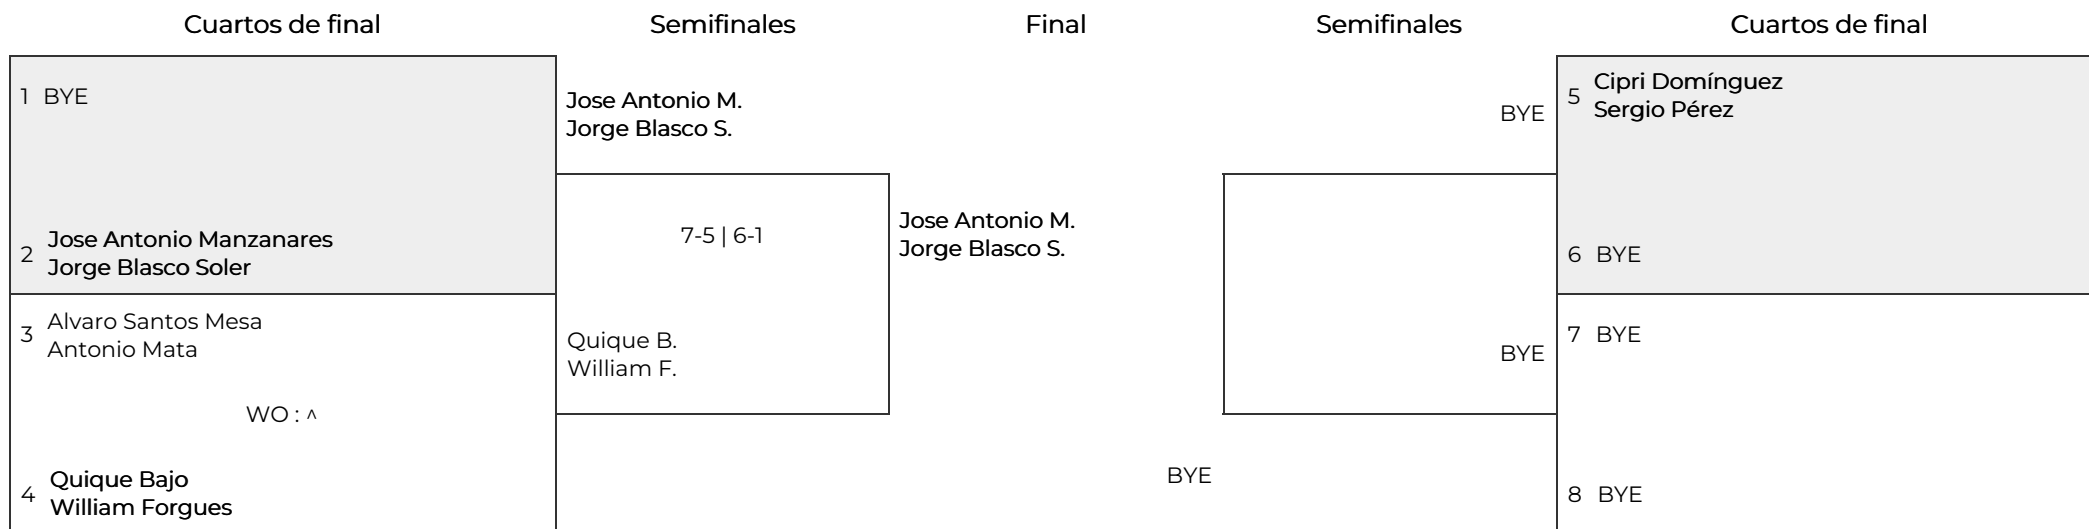 Cuartos de final
Semifinales
Final
Semifinales
Cuartos de final
1 BYE
2 Jose Antonio Manzanares
Jorge Blasco Soler
3 Alvaro Santos Mesa
Antonio Mata
WO : ^
4 Quique Bajo
William Forgues
Jose Antonio M.
Jorge Blasco S.
7-5 | 6-1
Quique B.
William F.
Jose Antonio M.
Jorge Blasco S.
BYE
BYE
BYE
5 Cipri Domínguez
Sergio Pérez
6 BYE
7 BYE
8 BYE